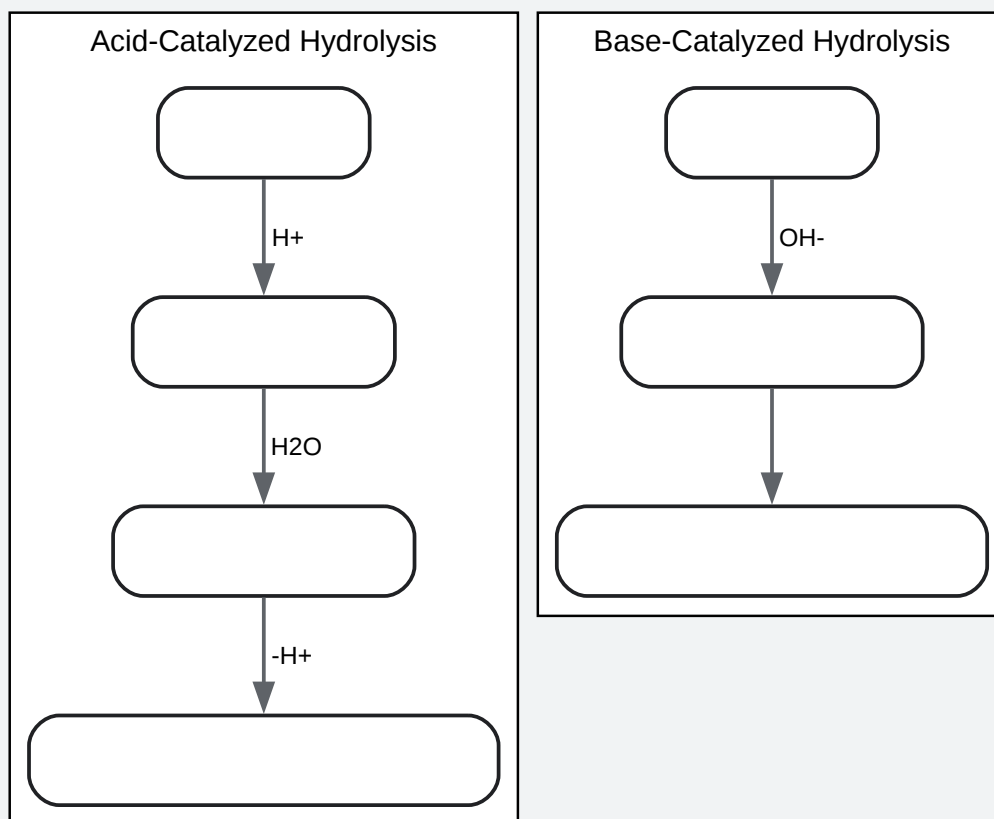 Acid-Catalyzed Hydrolysis
H+
H2O
-H+
Base-Catalyzed Hydrolysis
OH-